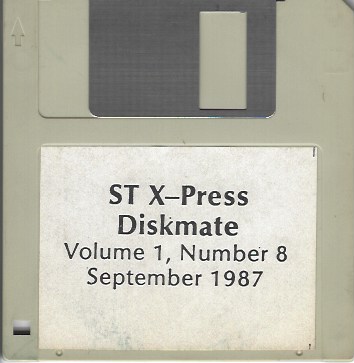 ST X–Press
Diskmate
Volume 1, Number 8
September 1987